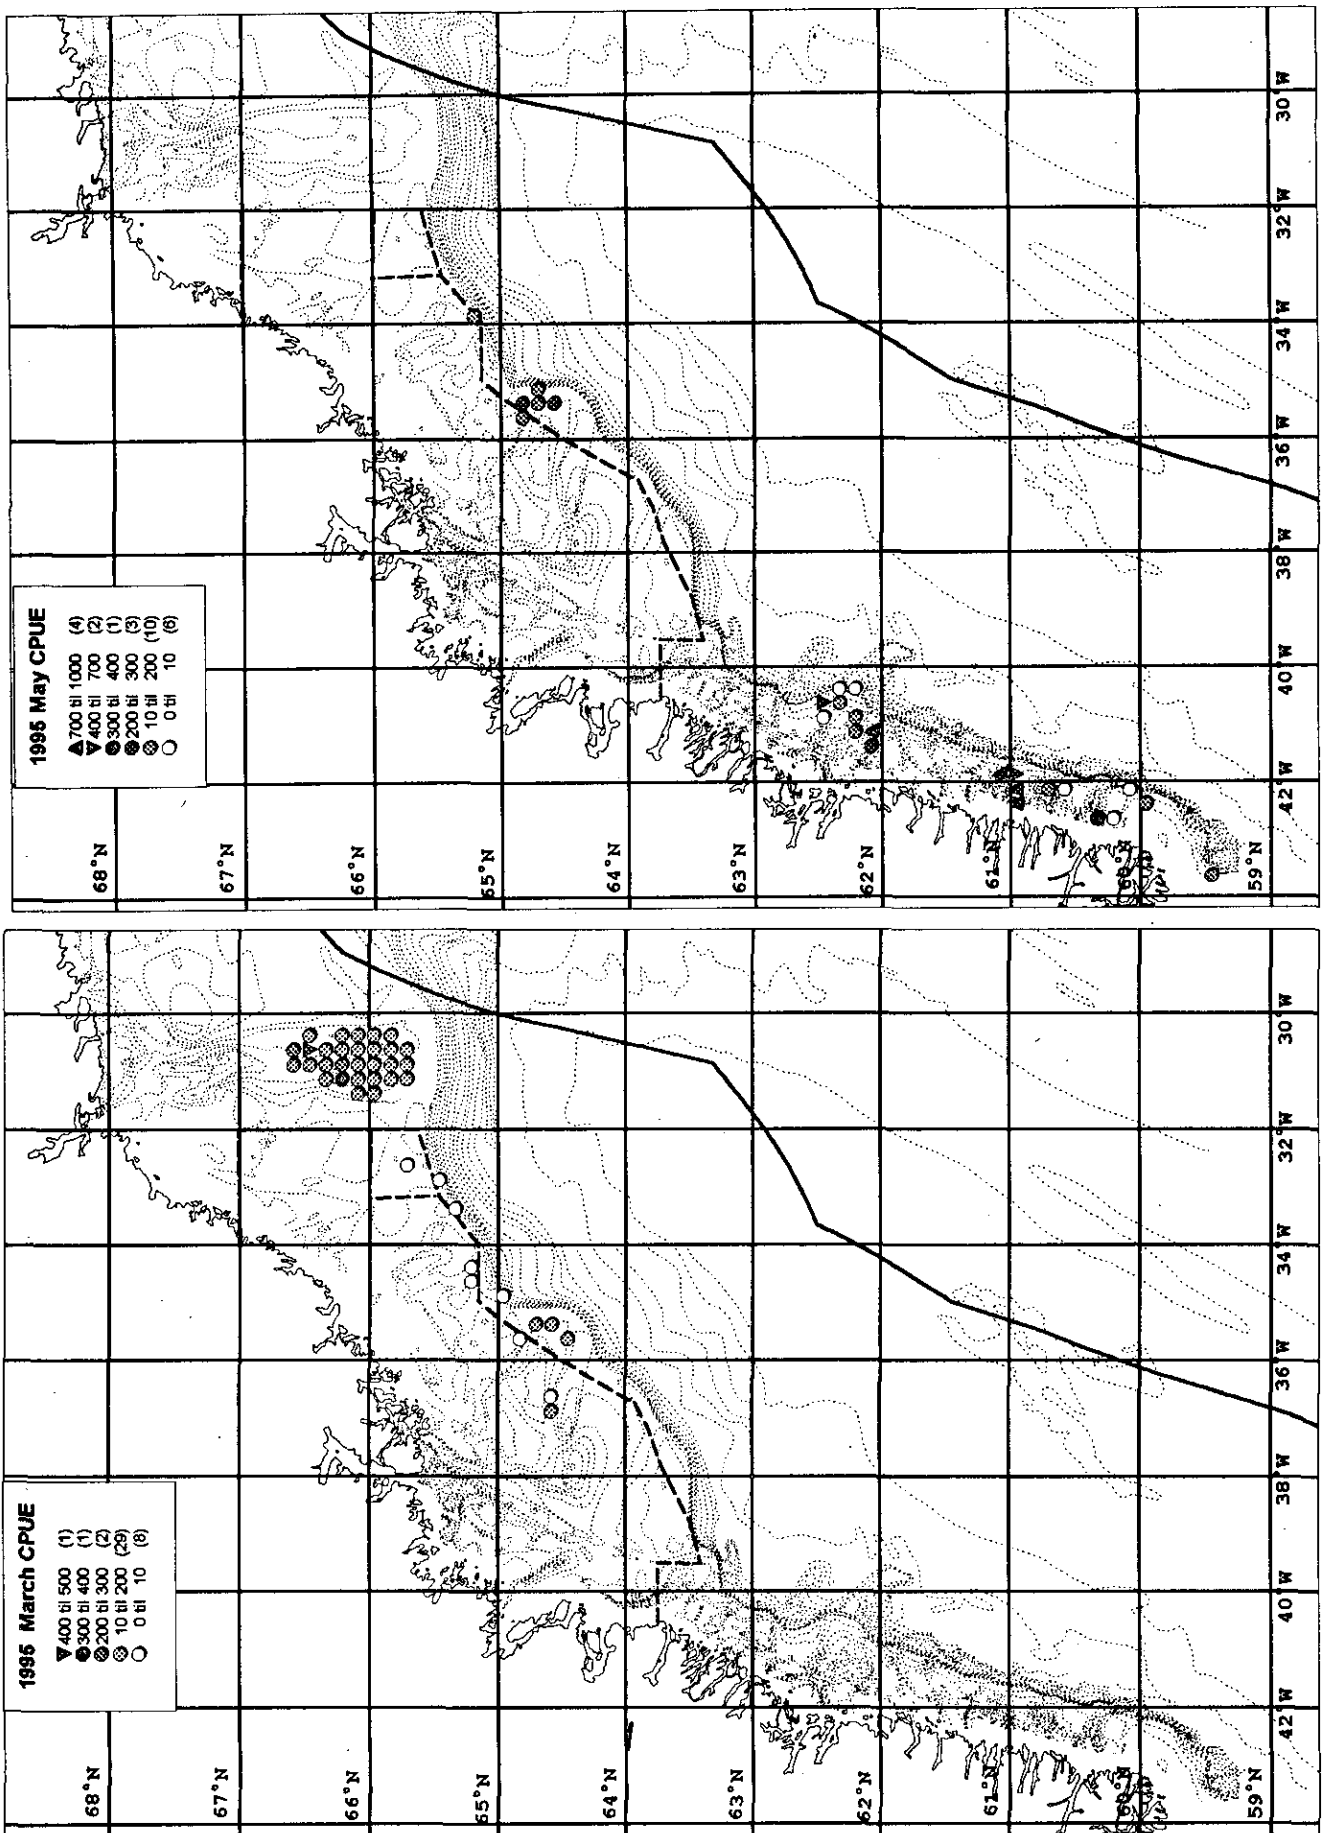 1995 March CPUE
400 til 500 (1)
300 til 400 (1)
200 til 300 (2)
10 til 200 (29)
0 til 10 (8)
68°N
67°N
66°N
65°N
64°N
63°N
62°N
61°N
60°N
59°N
42°W 40°W 38°W 36°W 34°W 32°W 30°W
1995 May CPUE
700 til 1000 (4)
400 til 700 (2)
300 til 400 (1)
200 til 300 (3)
10 til 200 (10)
0 til 10 (6)
68°N
67°N
66°N
65°N
64°N
63°N
62°N
61°N
60°N
59°N
42°W 40°W 38°W 36°W 34°W 32°W 30°W